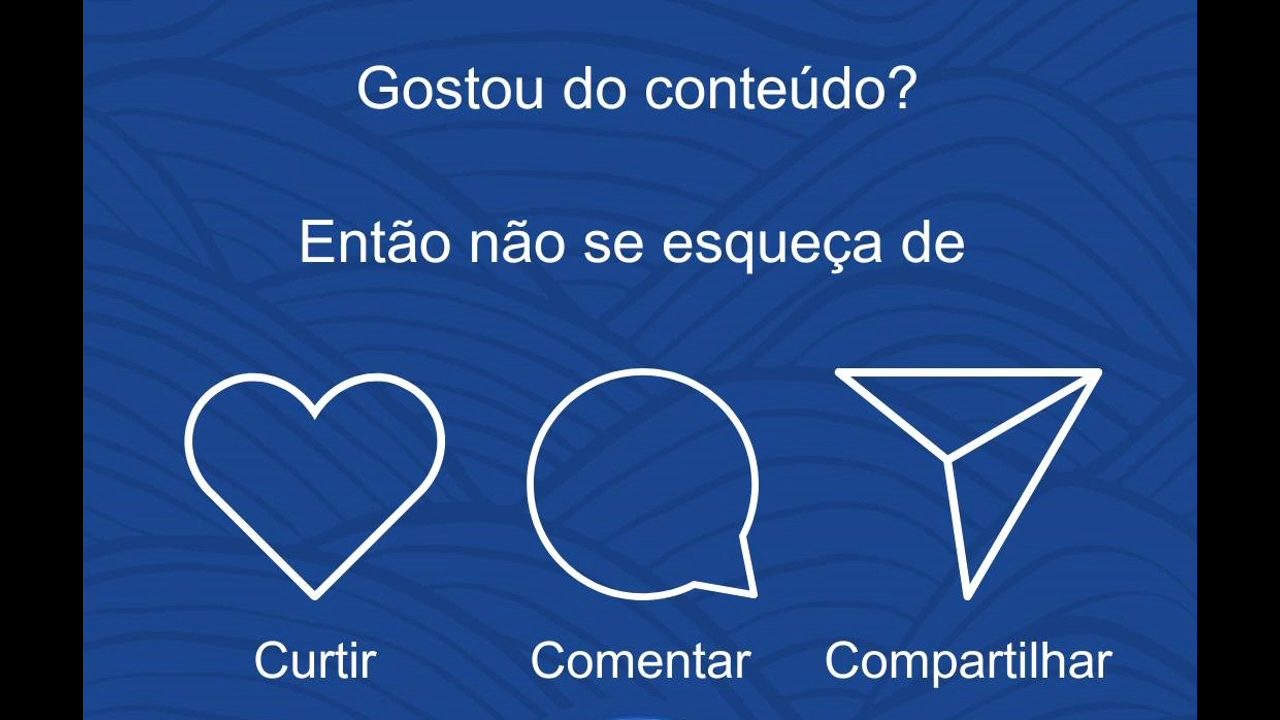 Gostou do conteúdo?
Então não se esqueça de
Curtir Comentar Compartilhar